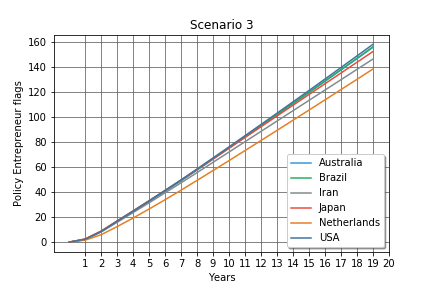 Scenario 3
Policy Entrepreneur flags
160
140
120
100
80
60
40
20
0
Australia
Brazil
Iran
Japan
Netherlands
USA
1 2 3 4 5 6 7 8 9 10 11 12 13 14 15 16 17 18 19 20
Years